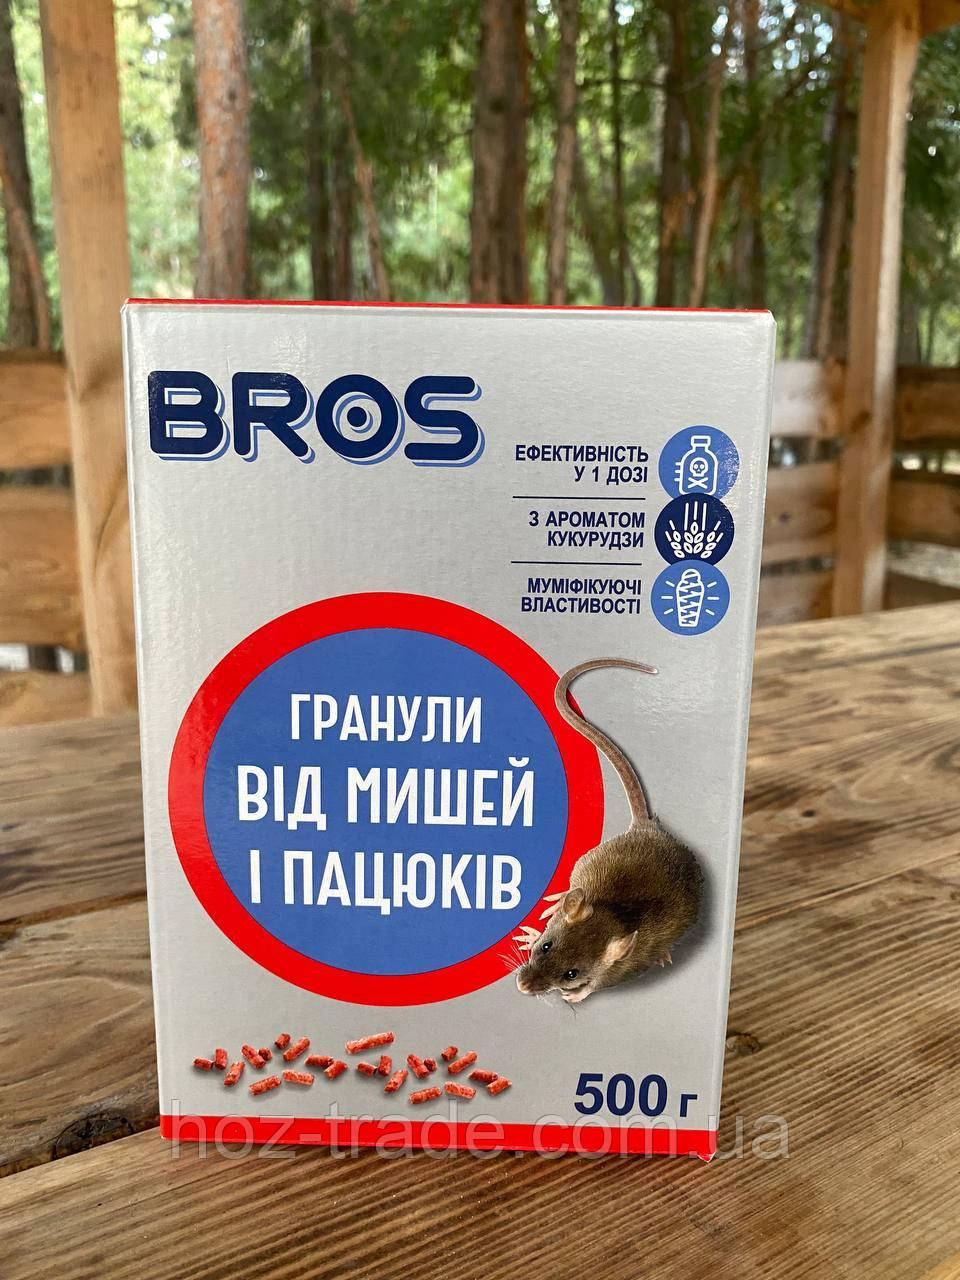 BROS
ЕФЕКТИВНІСТЬ
У 1 ДОЗІ
З АРОМАТОМ
КУКУРУДЗИ
МУМІФІКУЮЧІ
ВЛАСТИВОСТІ
ГРАНУЛИ
ВІД МИШЕЙ
І ПАЦЮКІВ
500 г
hoz-trade.com.ua